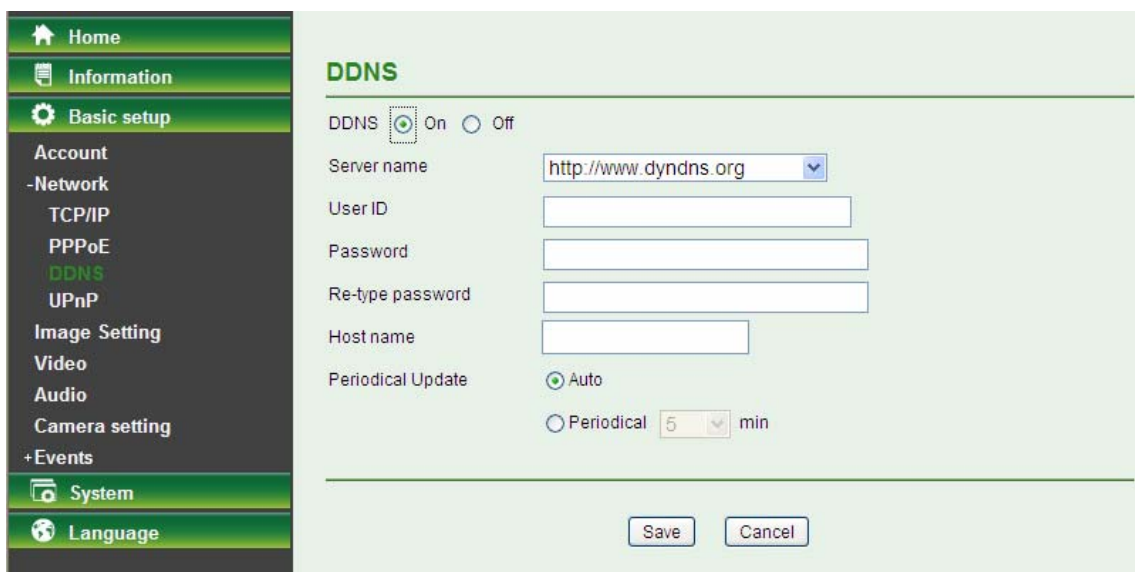 Home
Information
Basic setup
Account
-Network
TCP/IP
PPPoE
DDNS
UPnP
Image Setting
Video
Audio
Camera setting
+Events
System
Language
DDNS
DDNS On Off
Server name http://www.dyndns.org
User ID
Password
Re-type password
Host name
Periodical Update Auto
Periodical 5 min
Save Cancel